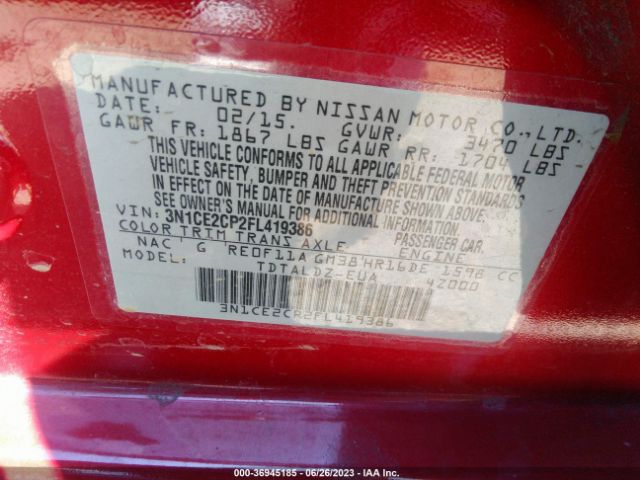 MANUFACTURED BY NISSAN MOTOR CO., LTD.
DATE: 02/15. GVWR: 3470 LBS
GAWR FR: 1867 LBS GAWR RR: 1704 LBS
THIS VEHICLE CONFORMS TO ALL APPLICABLE FEDERAL MOTOR
VEHICLE SAFETY, BUMPER AND THEFT PREVENTION STANDARDS
IN EFFECT ON THE DATE OF MANUFACTURE SHOWN ABOVE.
SEE OWNER'S MANUAL FOR ADDITIONAL INFORMATION.
VIN: 3N1CE2CP2FL419386 PASSENGER CAR.
COLOR TRIM TRANS AXLE ENGINE
NAC G RE0F11A GM38 HR16DE 1598 CC
MODEL: TDTALDZ-EUA 42000
3N1CE2CP2FL419386
000-36945185 - 06/26/2023 - IAA Inc.